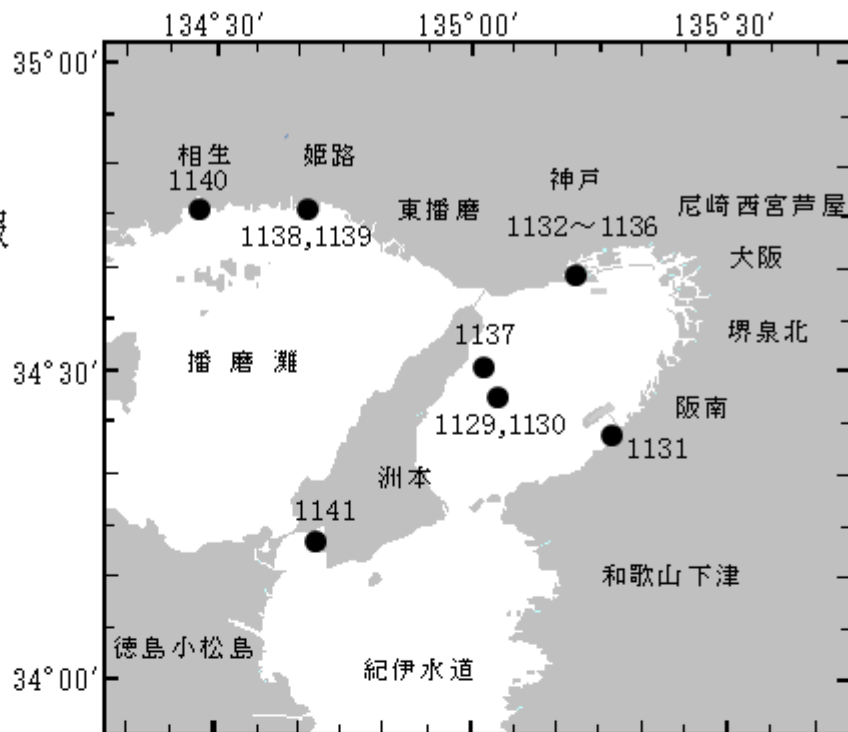 134°30′ 135°00′ 135°30′
35°00′
相生 姫路
1140
神戸
東播磨
尼崎西宮芦屋
1132～1136
1138,1139
大阪
1137
堺泉北
播磨灘
34°30′
阪南
1129,1130
1131
洲本
1141
和歌山下津
徳島小松島
紀伊水道
34°00′